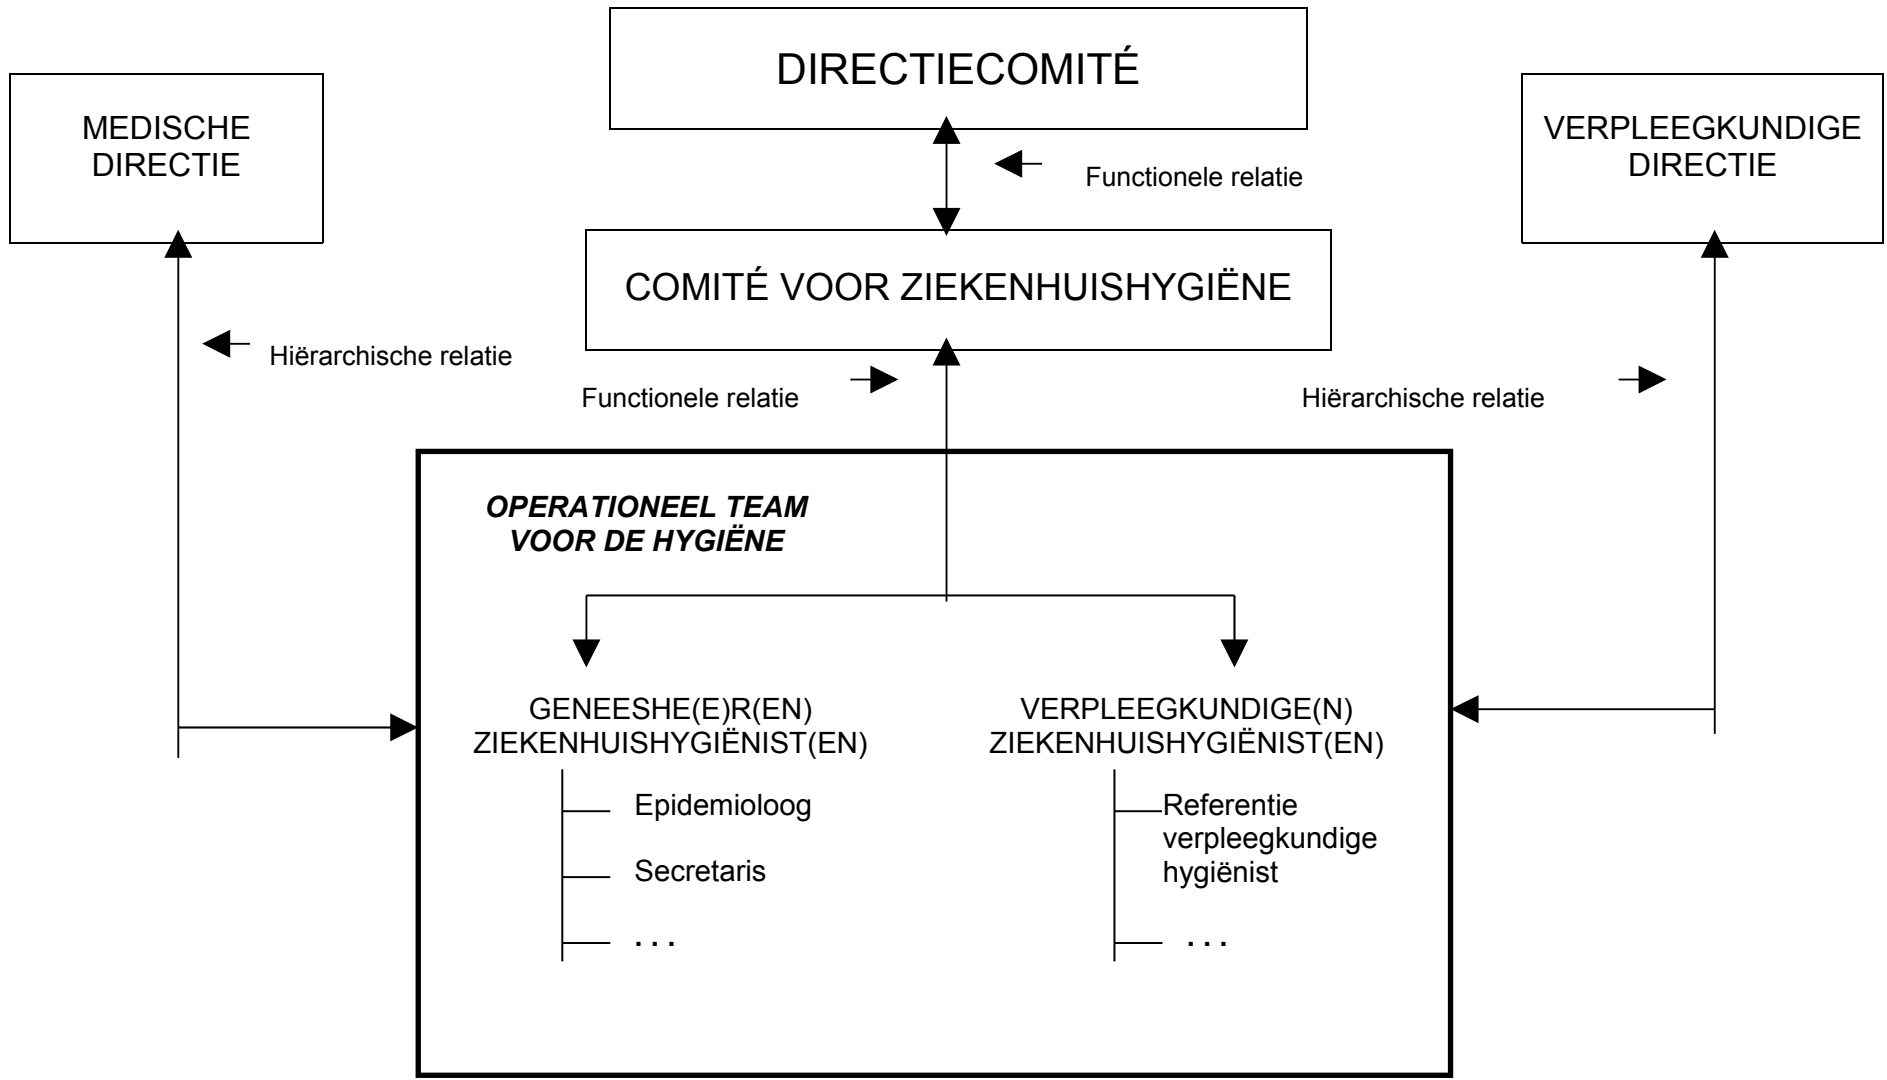 DIRECTIECOMITÉ
MEDISCHE
DIRECTIE
VERPLEEGKUNDIGE
DIRECTIE
Functionele relatie
COMITÉ VOOR ZIEKENHUISHYGIËNE
Hiërarchische relatie
Functionele relatie
Hiërarchische relatie
OPERATIONEEL TEAM
VOOR DE HYGIËNE
GENEESHE(E)R(EN)
ZIEKENHUISHYGIËNIST(EN)
Epidemioloog
Secretaris
. . .
VERPLEEGKUNDIGE(N)
ZIEKENHUISHYGIËNIST(EN)
Referentie
verpleegkundige
hygiënist
. . .